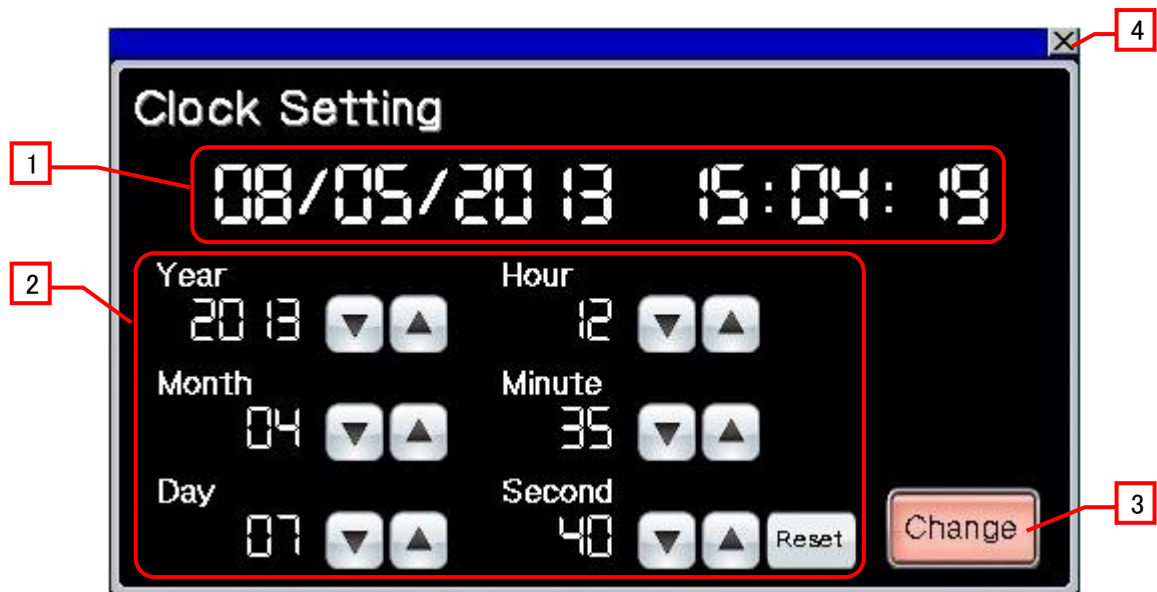 4
Clock Setting
1
08/05/2013 15:04:19
2
Year Hour
2013 ▼ ▲ 12 ▼ ▲
Month Minute
04 ▼ ▲ 35 ▼ ▲
Day Second
07 ▼ ▲ 40 ▼ ▲ Reset
Change
3